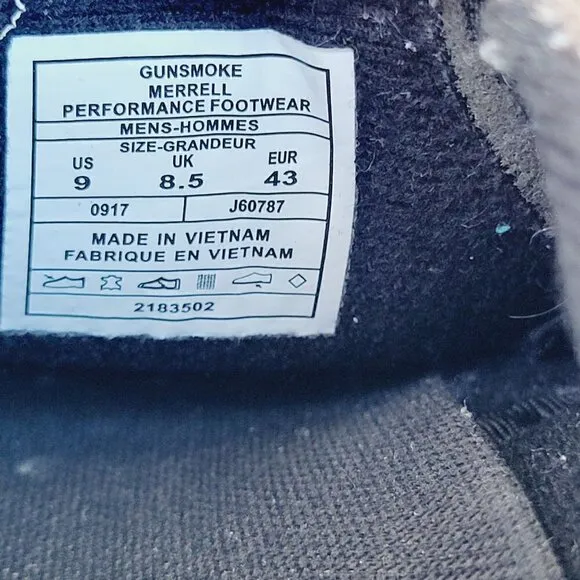 GUNSMOKE
MERRELL
PERFORMANCE FOOTWEAR
MENS-HOMMES
SIZE-GRANDEUR
US UK EUR
9 8.5 43
0917 J60787
MADE IN VIETNAM
FABRIQUE EN VIETNAM
2183502